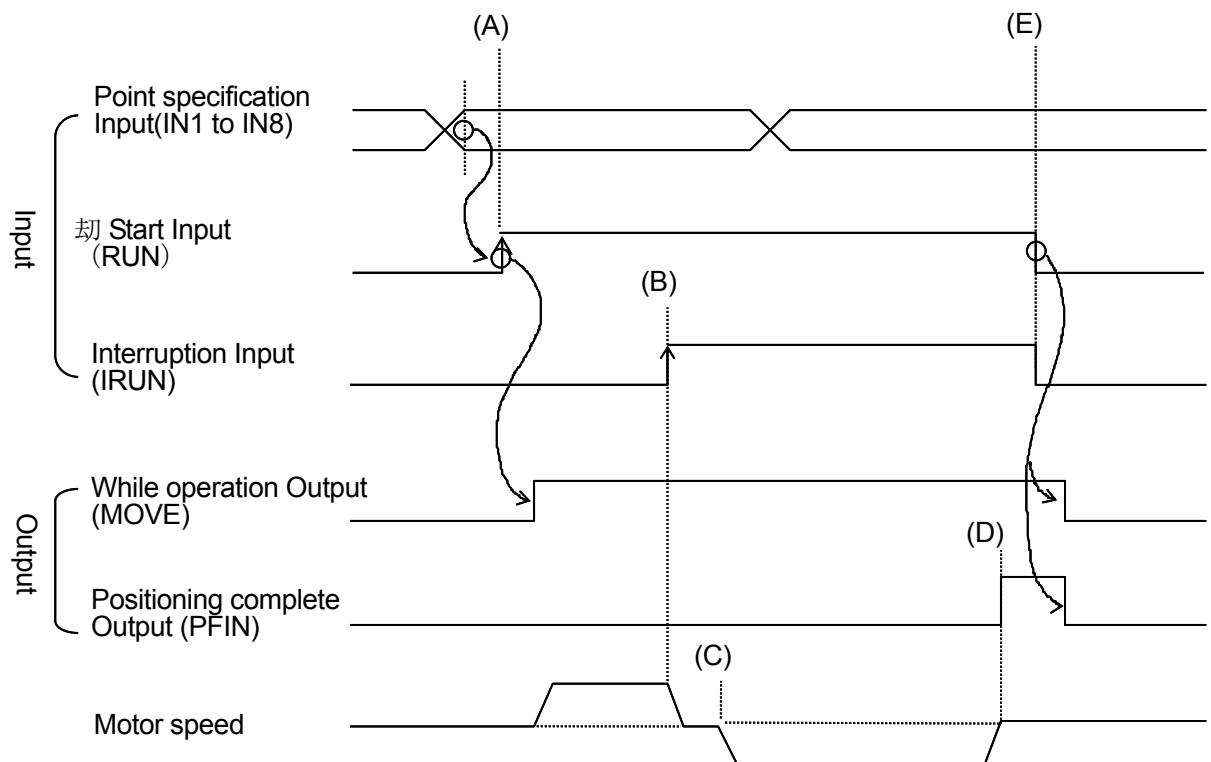 (A)
(E)
Point specification
Input(IN1 to IN8)
Input
刧 Start Input
（RUN）
(B)
Interruption Input
(IRUN)
While operation Output
(MOVE)
Output
(D)
Positioning complete
Output (PFIN)
(C)
Motor speed